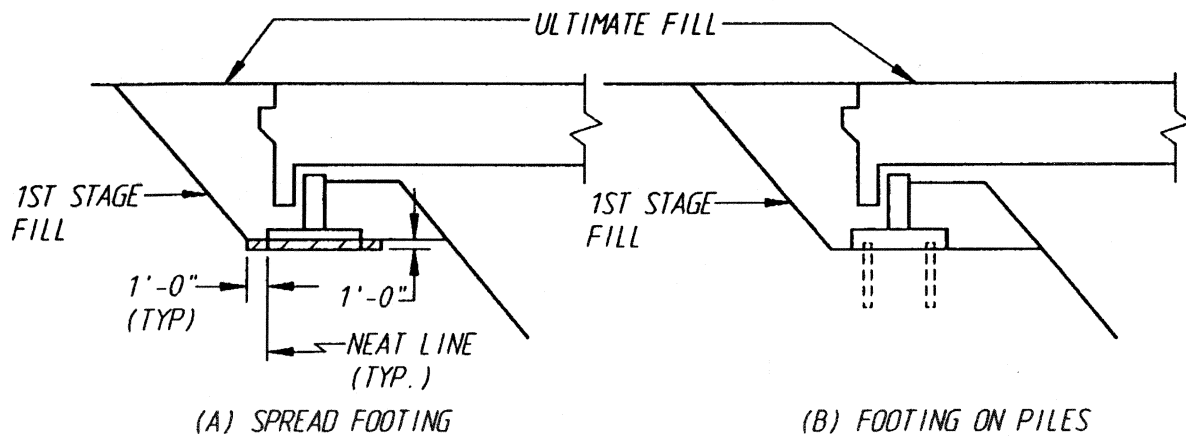 ULTIMATE FILL
1ST STAGE
FILL
1'-0"
(TYP)
1'-0"
NEAT LINE
(TYP.)
(A) SPREAD FOOTING
1ST STAGE
FILL
(B) FOOTING ON PILES